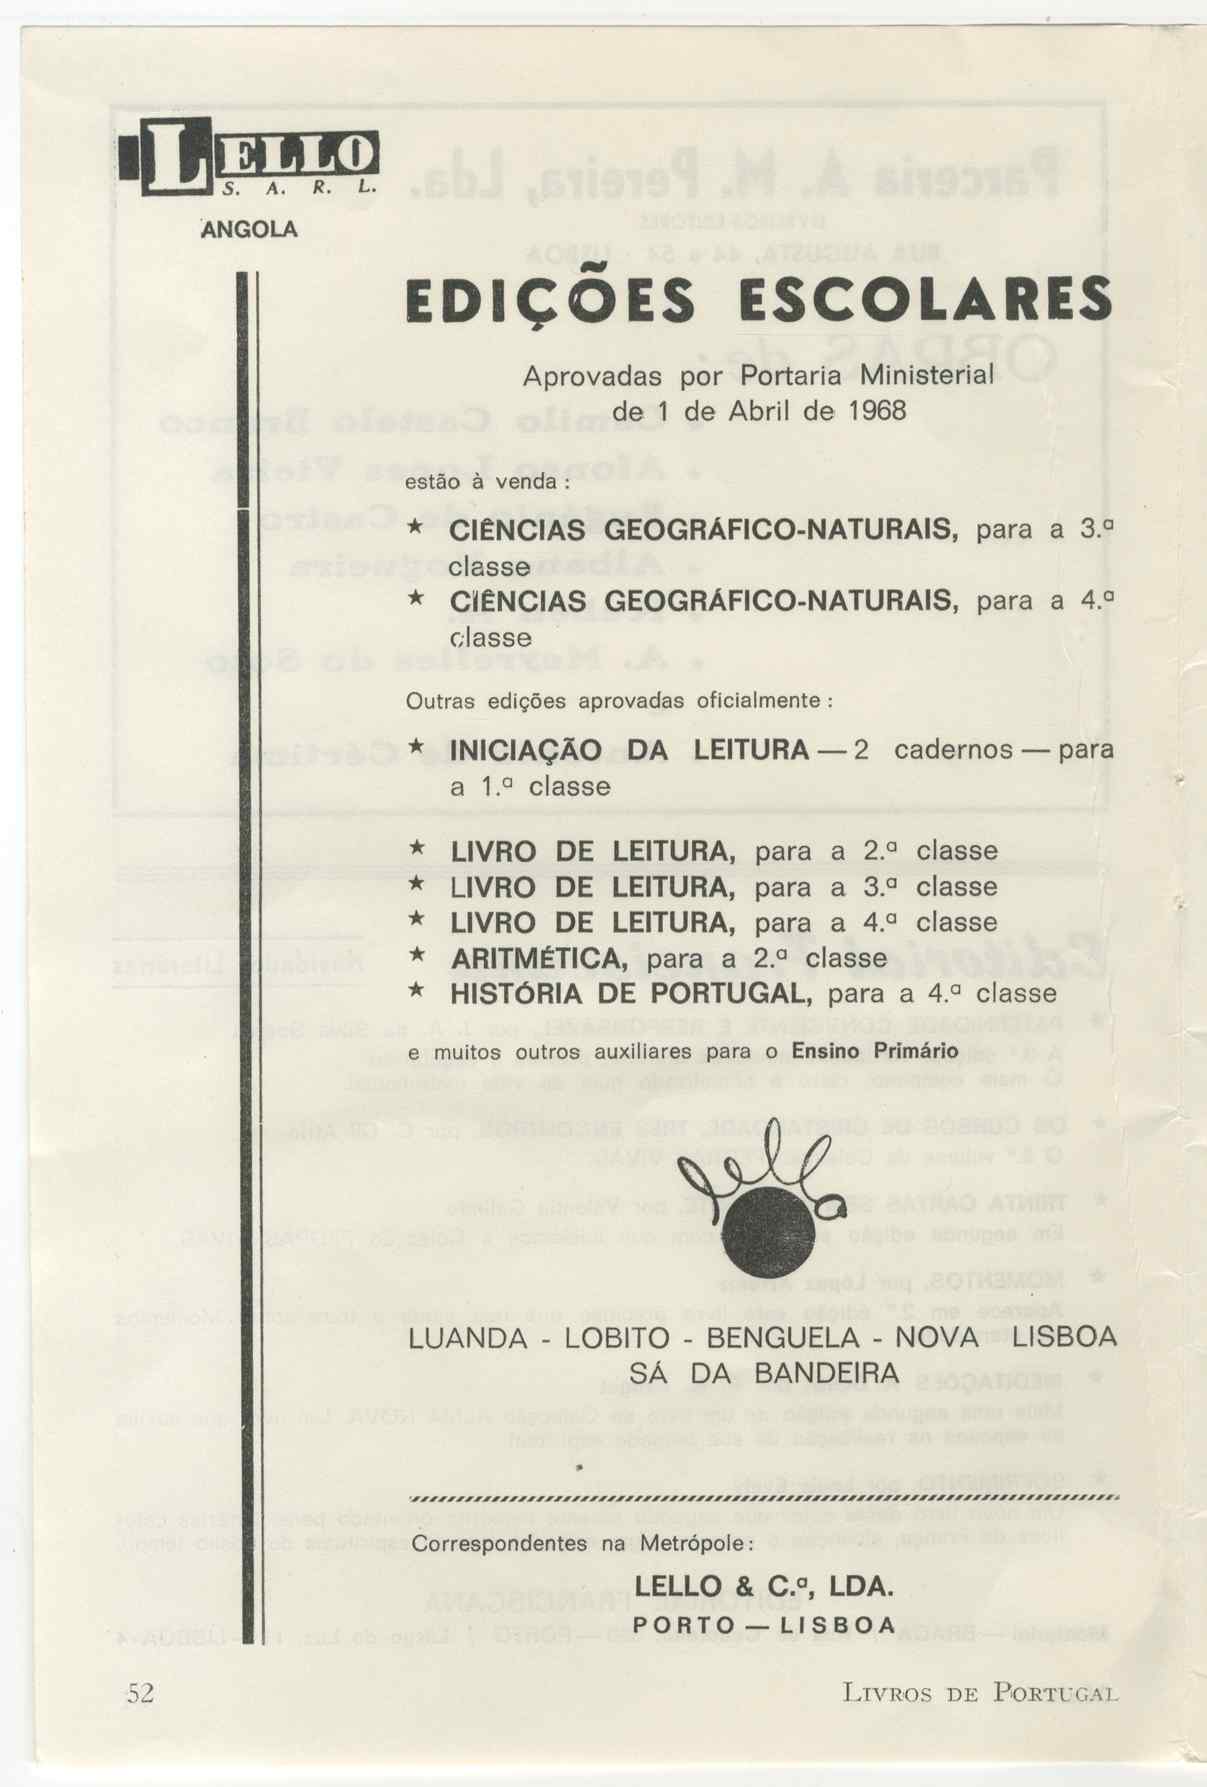 LELLO
S. A. R. L.
ANGOLA
EDIÇÕES ESCOLARES
Aprovadas por Portaria Ministerial
de 1 de Abril de 1968
estão à venda :
★ CIÊNCIAS GEOGRÁFICO-NATURAIS, para a 3.ª
classe
★ CIÊNCIAS GEOGRÁFICO-NATURAIS, para a 4.ª
classe
Outras edições aprovadas oficialmente :
★ INICIAÇÃO DA LEITURA — 2 cadernos — para
a 1.ª classe
★ LIVRO DE LEITURA, para a 2.ª classe
★ LIVRO DE LEITURA, para a 3.ª classe
★ LIVRO DE LEITURA, para a 4.ª classe
★ ARITMÉTICA, para a 2.ª classe
★ HISTÓRIA DE PORTUGAL, para a 4.ª classe
e muitos outros auxiliares para o Ensino Primário
lello
LUANDA - LOBITO - BENGUELA - NOVA LISBOA
SÁ DA BANDEIRA
Correspondentes na Metrópole :
LELLO & C.ª, LDA.
PORTO — LISBOA
52
LIVROS DE PORTUGAL